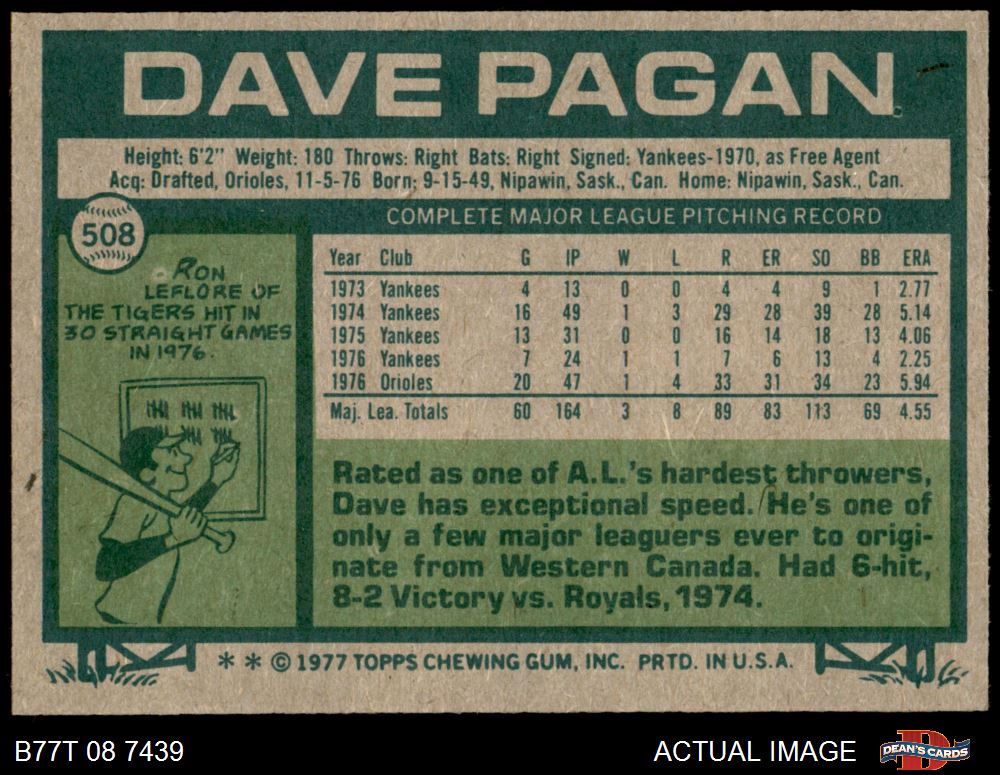 DAVE PAGAN
Height: 6'2" Weight: 180 Throws: Right Bats: Right Signed: Yankees-1970, as Free Agent
Acq: Drafted, Orioles, 11-5-76 Born: 9-15-49, Nipawin, Sask., Can. Home: Nipawin, Sask., Can.
508
COMPLETE MAJOR LEAGUE PITCHING RECORD
RON
LEFLORE OF
THE TIGERS HIT IN
30 STRAIGHT GAMES
IN 1976.
Year Club G IP W L R ER SO BB ERA
1973 Yankees 4 13 0 0 4 4 9 1 2.77
1974 Yankees 16 49 1 3 29 28 39 28 5.14
1975 Yankees 13 31 0 0 16 14 18 13 4.06
1976 Yankees 7 24 1 1 7 6 13 4 2.25
1976 Orioles 20 47 1 4 33 31 34 23 5.94
Maj. Lea. Totals 60 164 3 8 89 83 113 69 4.55
Rated as one of A.L.'s hardest throwers,
Dave has exceptional speed. He's one of
only a few major leaguers ever to origi-
nate from Western Canada. Had 6-hit,
8-2 Victory vs. Royals, 1974.
* * © 1977 TOPPS CHEWING GUM, INC. PRTD. IN U.S.A.
B77T 08 7439
ACTUAL IMAGE
DEAN'S CARDS